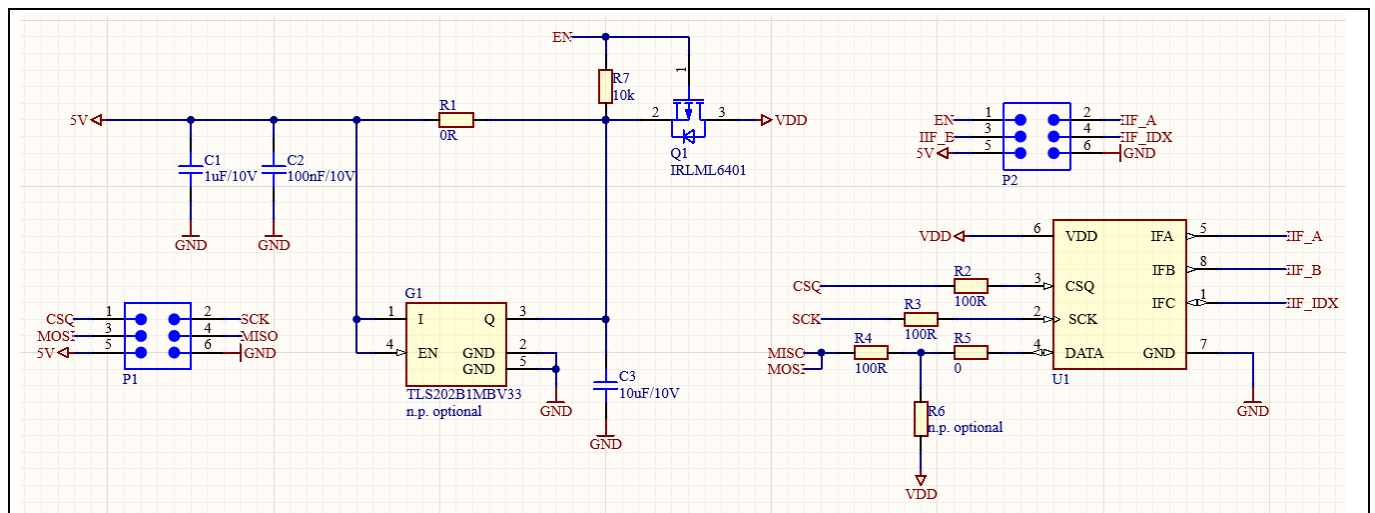 EN
1
R7
10k
5V
R1
0R
2
3
VDD
Q1
IRLML6401
C1
1uF/10V
C2
100nF/10V
GND
GND
EN
1
2
IIF_A
IIF_B
3
4
IIF_IDX
5V
5
6
GND
P2
CSQ
1
2
SCK
MOSI
3
4
MISO
5V
5
6
GND
P1
G1
1
I
Q
3
4
EN
GND
2
GND
5
TLS202B1MBV33
n.p. optional
GND
C3
10uF/10V
GND
VDD
6
VDD
IFA
5
IIF_A
CSQ
R2
100R
3
CSQ
IFB
8
IIF_B
SCK
R3
100R
2
SCK
IFC
1
IIF_IDX
MISO
MOSI
R4
100R
R5
0
4
DATA
GND
7
U1
R6
n.p. optional
VDD
GND